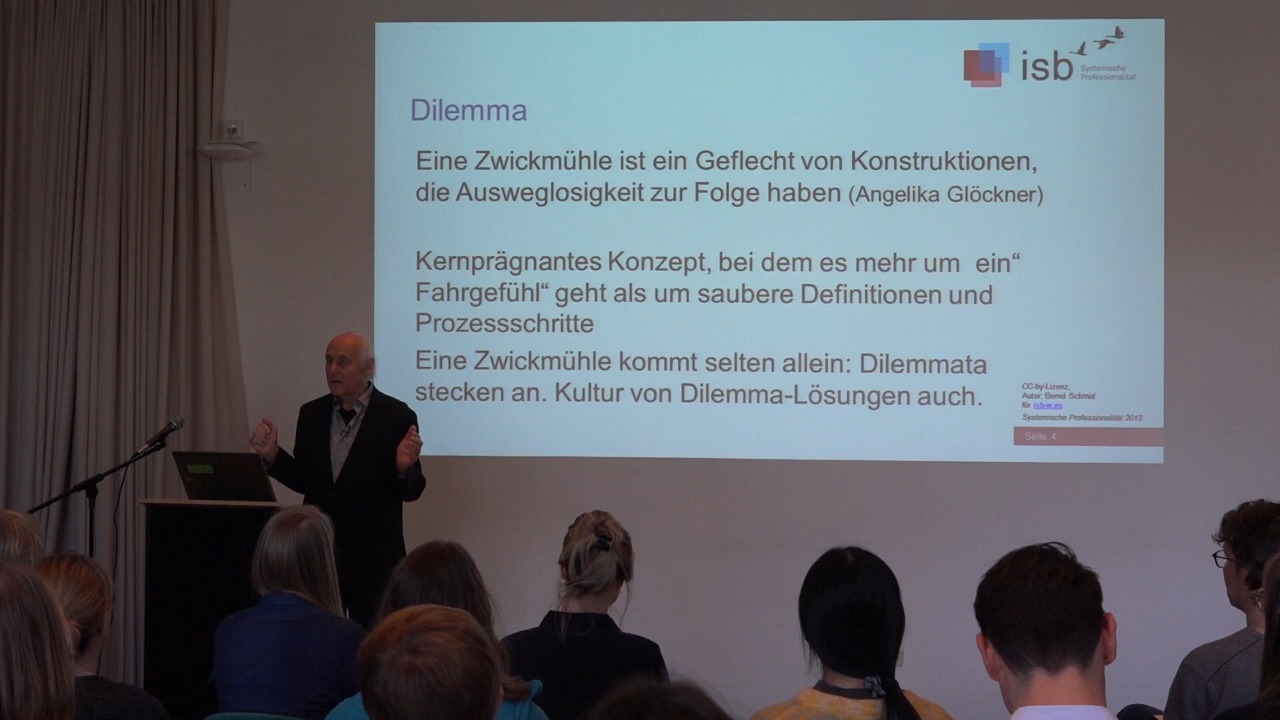 isb
Systemische
Professionalität
Dilemma
Eine Zwickmühle ist ein Geflecht von Konstruktionen,
die Ausweglosigkeit zur Folge haben (Angelika Glöckner)
Kernprägnantes Konzept, bei dem es mehr um  ein“
Fahrgefühl“ geht als um saubere Definitionen und
Prozessschritte
Eine Zwickmühle kommt selten allein: Dilemmata
stecken an. Kultur von Dilemma-Lösungen auch.
CC-by-Lizenz,
Autor: Bernd Schmid
für isb-w.eu
Systemische Professionalität 2013
Seite 4